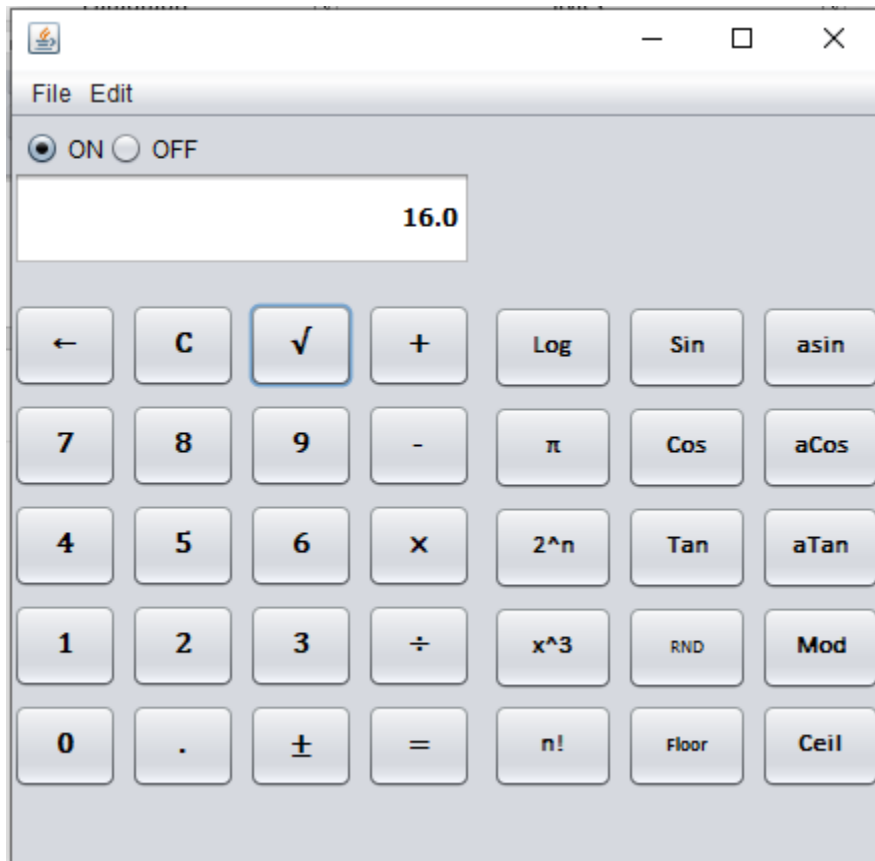 File Edit
ON OFF
16.0
← C √ + Log Sin asin
7 8 9 - π Cos aCos
4 5 6 × 2^n Tan aTan
1 2 3 ÷ x^3 RND Mod
0 . ± = n! Floor Ceil